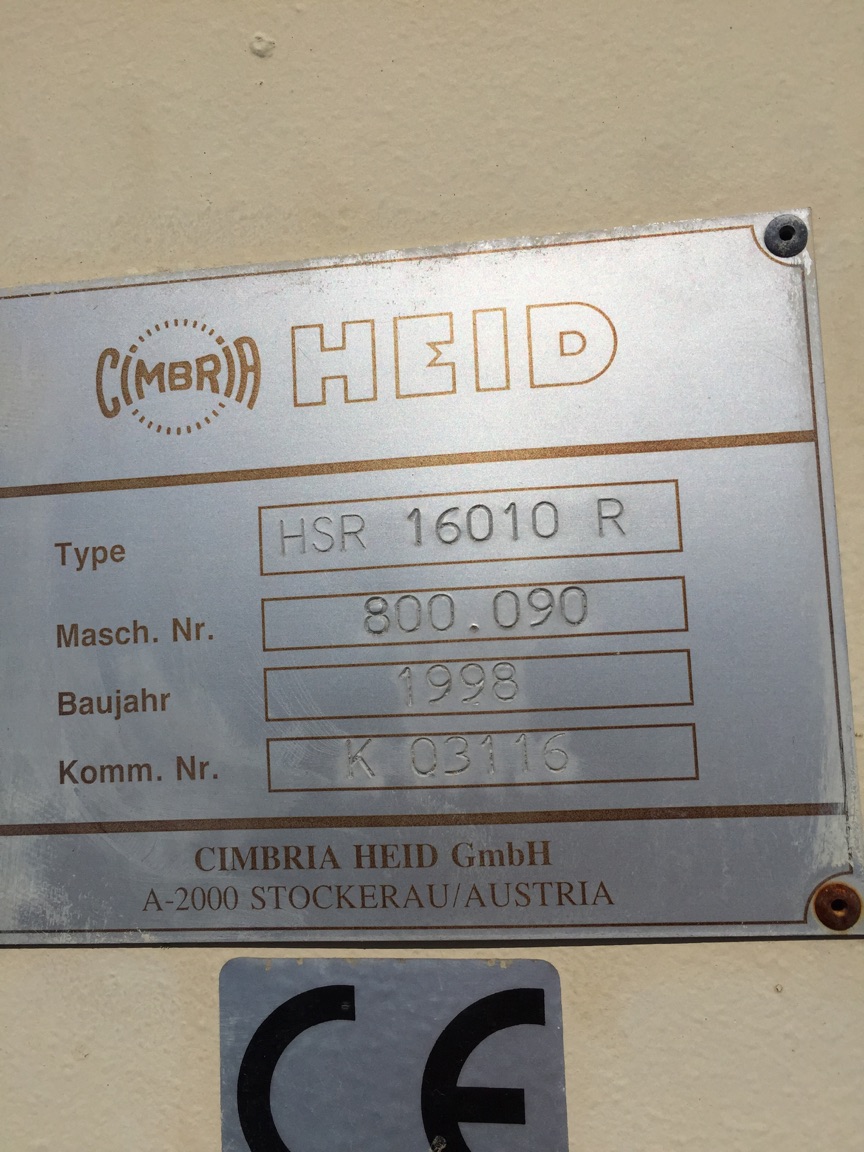 CIMBRIA HEID
Type HSR 16010 R
Masch. Nr. 800.090
Baujahr 1998
Komm. Nr. K 03116
CIMBRIA HEID GmbH
A-2000 STOCKERAU/AUSTRIA
CE